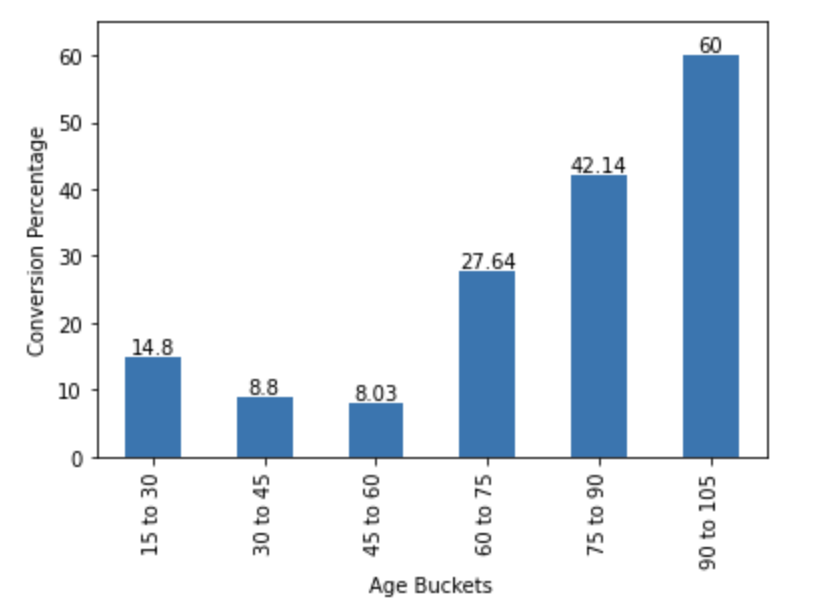 60
50
40
30
20
10
0
Conversion Percentage
14.8
8.8
8.03
27.64
42.14
60
15 to 30
30 to 45
45 to 60
60 to 75
75 to 90
90 to 105
Age Buckets